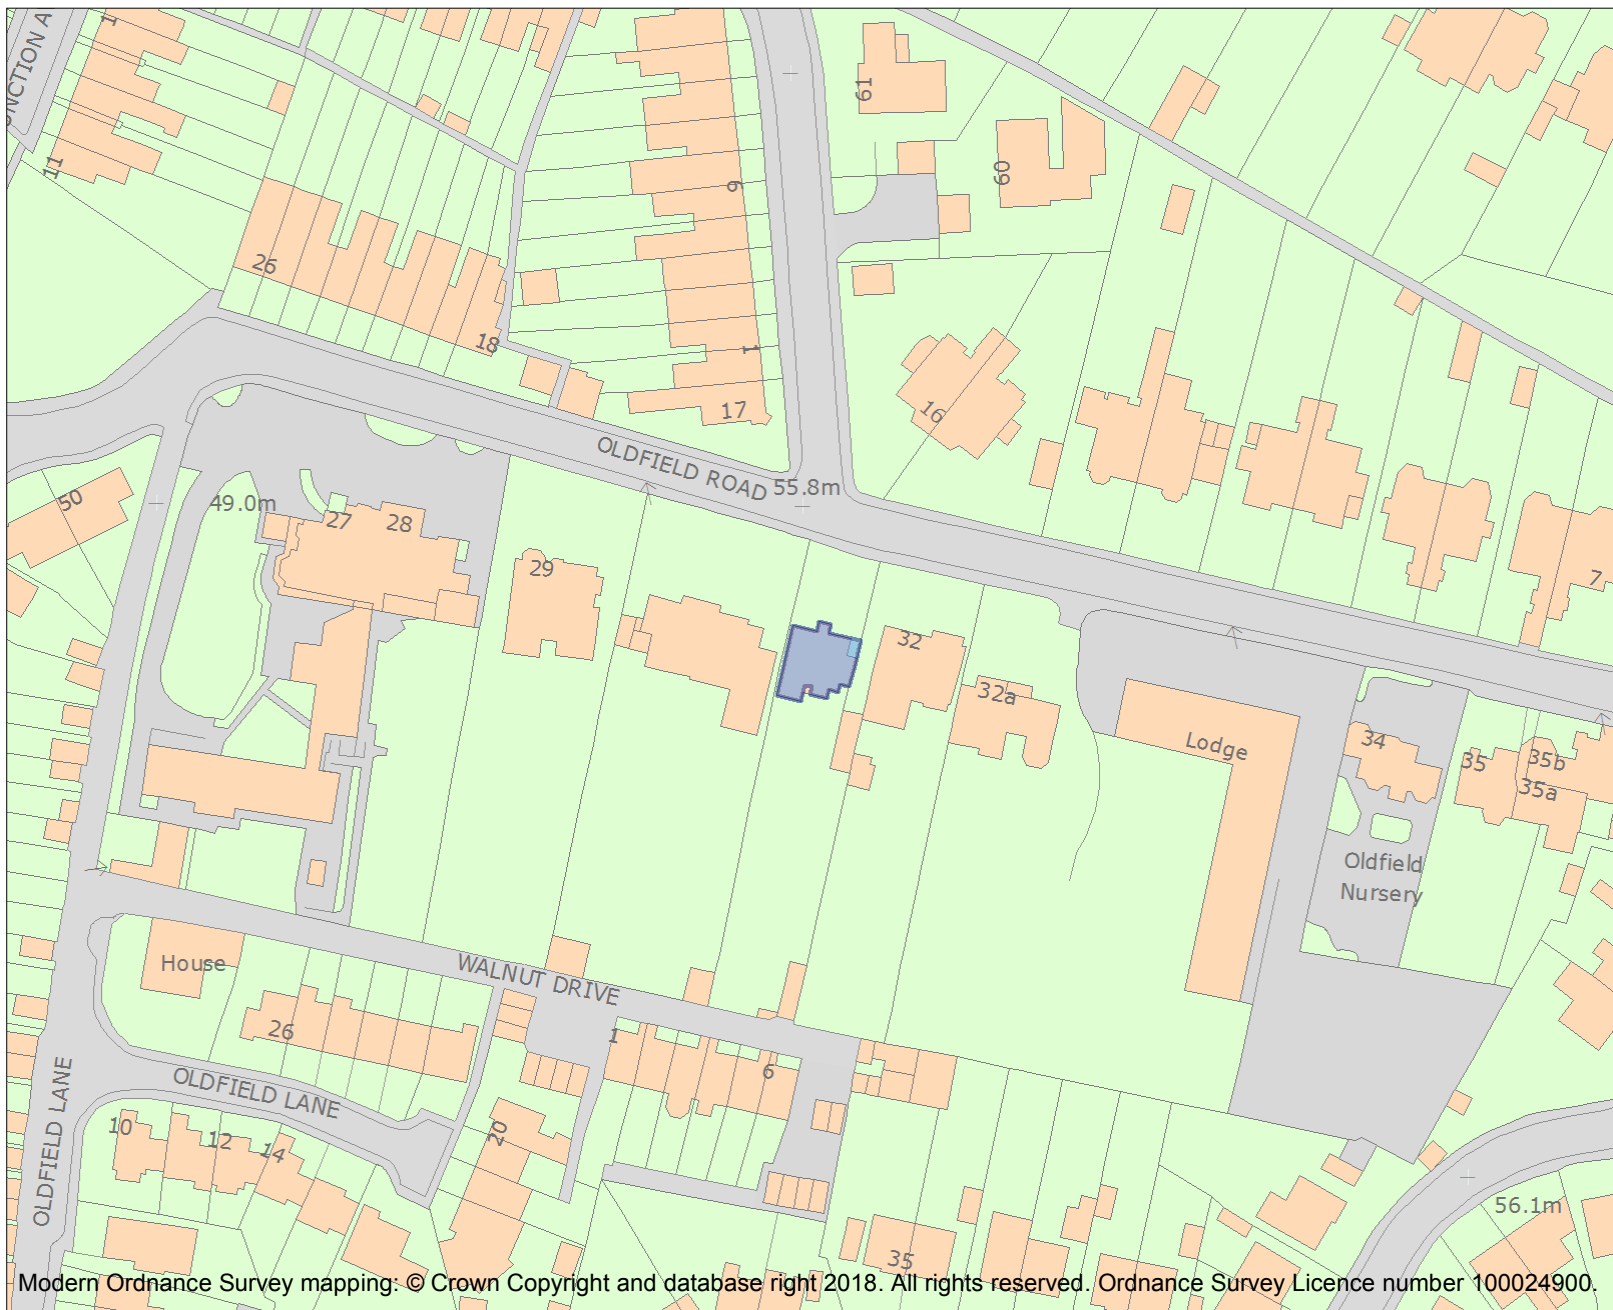 UNCTION A
1
11
26
18
9
1
17
61
60
16
OLDFIELD ROAD
55.8m
50
49.0m
27
28
29
32
32a
7
Lodge
34
35
35b
35a
Oldfield
Nursery
House
WALNUT DRIVE
26
1
6
OLDFIELD LANE
OLDFIELD LANE
10
12
14
20
35
56.1m
Modern Ordnance Survey mapping: © Crown Copyright and database right 2018. All rights reserved. Ordnance Survey Licence number 100024900.